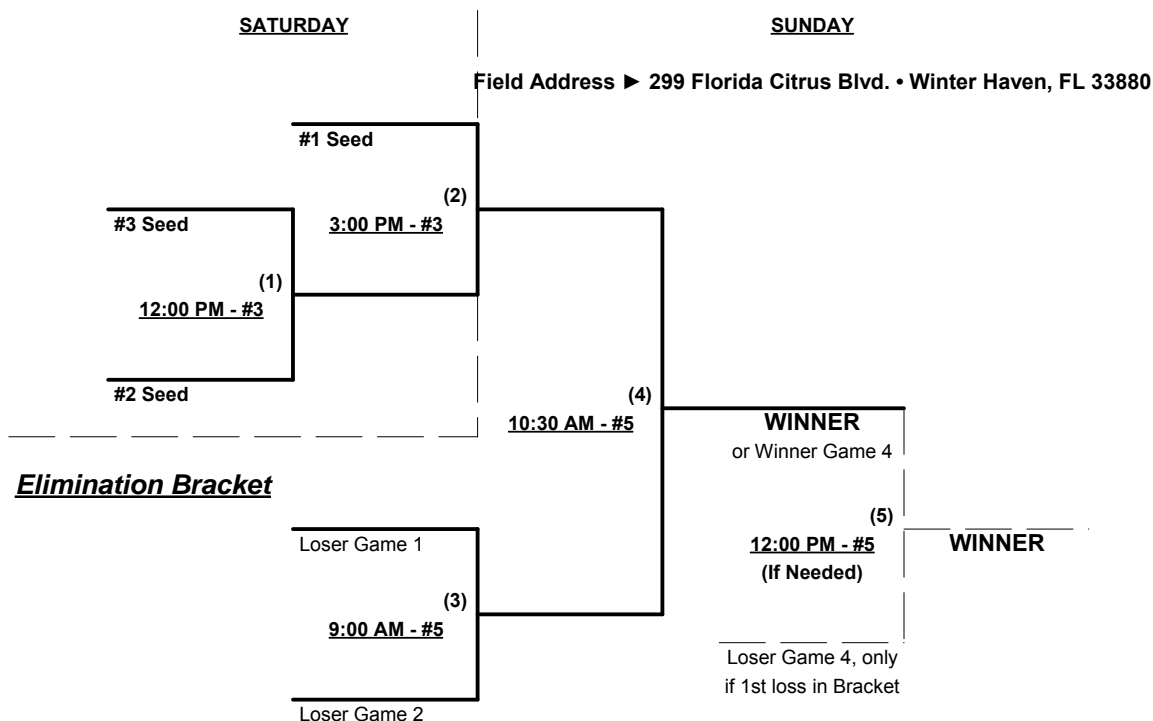 SATURDAY
SUNDAY
Field Address ► 299 Florida Citrus Blvd. • Winter Haven, FL 33880
#1 Seed
(2)
#3 Seed
3:00 PM - #3
(1)
12:00 PM - #3
#2 Seed
(4)
10:30 AM - #5
WINNER
or Winner Game 4
Elimination Bracket
(5)
Loser Game 1
12:00 PM - #5
WINNER
(If Needed)
(3)
9:00 AM - #5
Loser Game 4, only
if 1st loss in Bracket
Loser Game 2